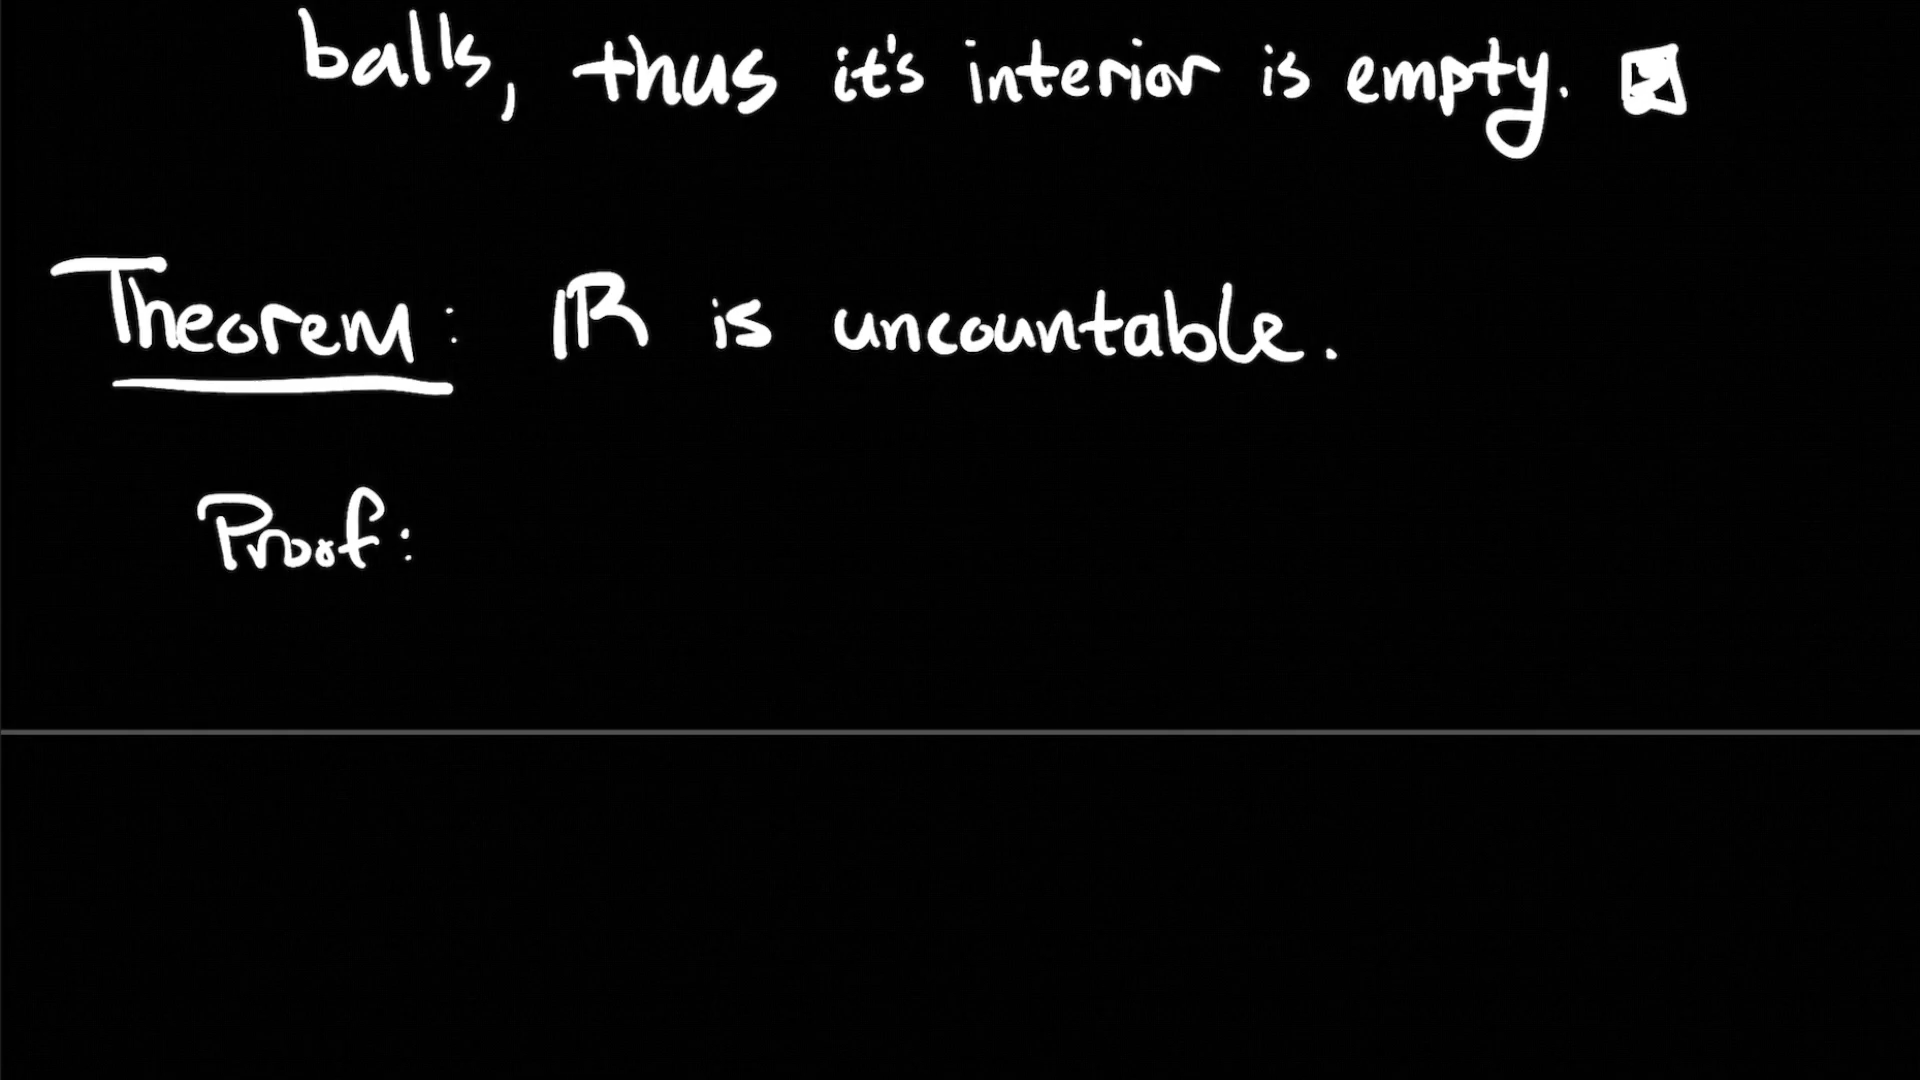 balls, thus it's interior is empty.
Theorem: ℝ is uncountable.
Proof: